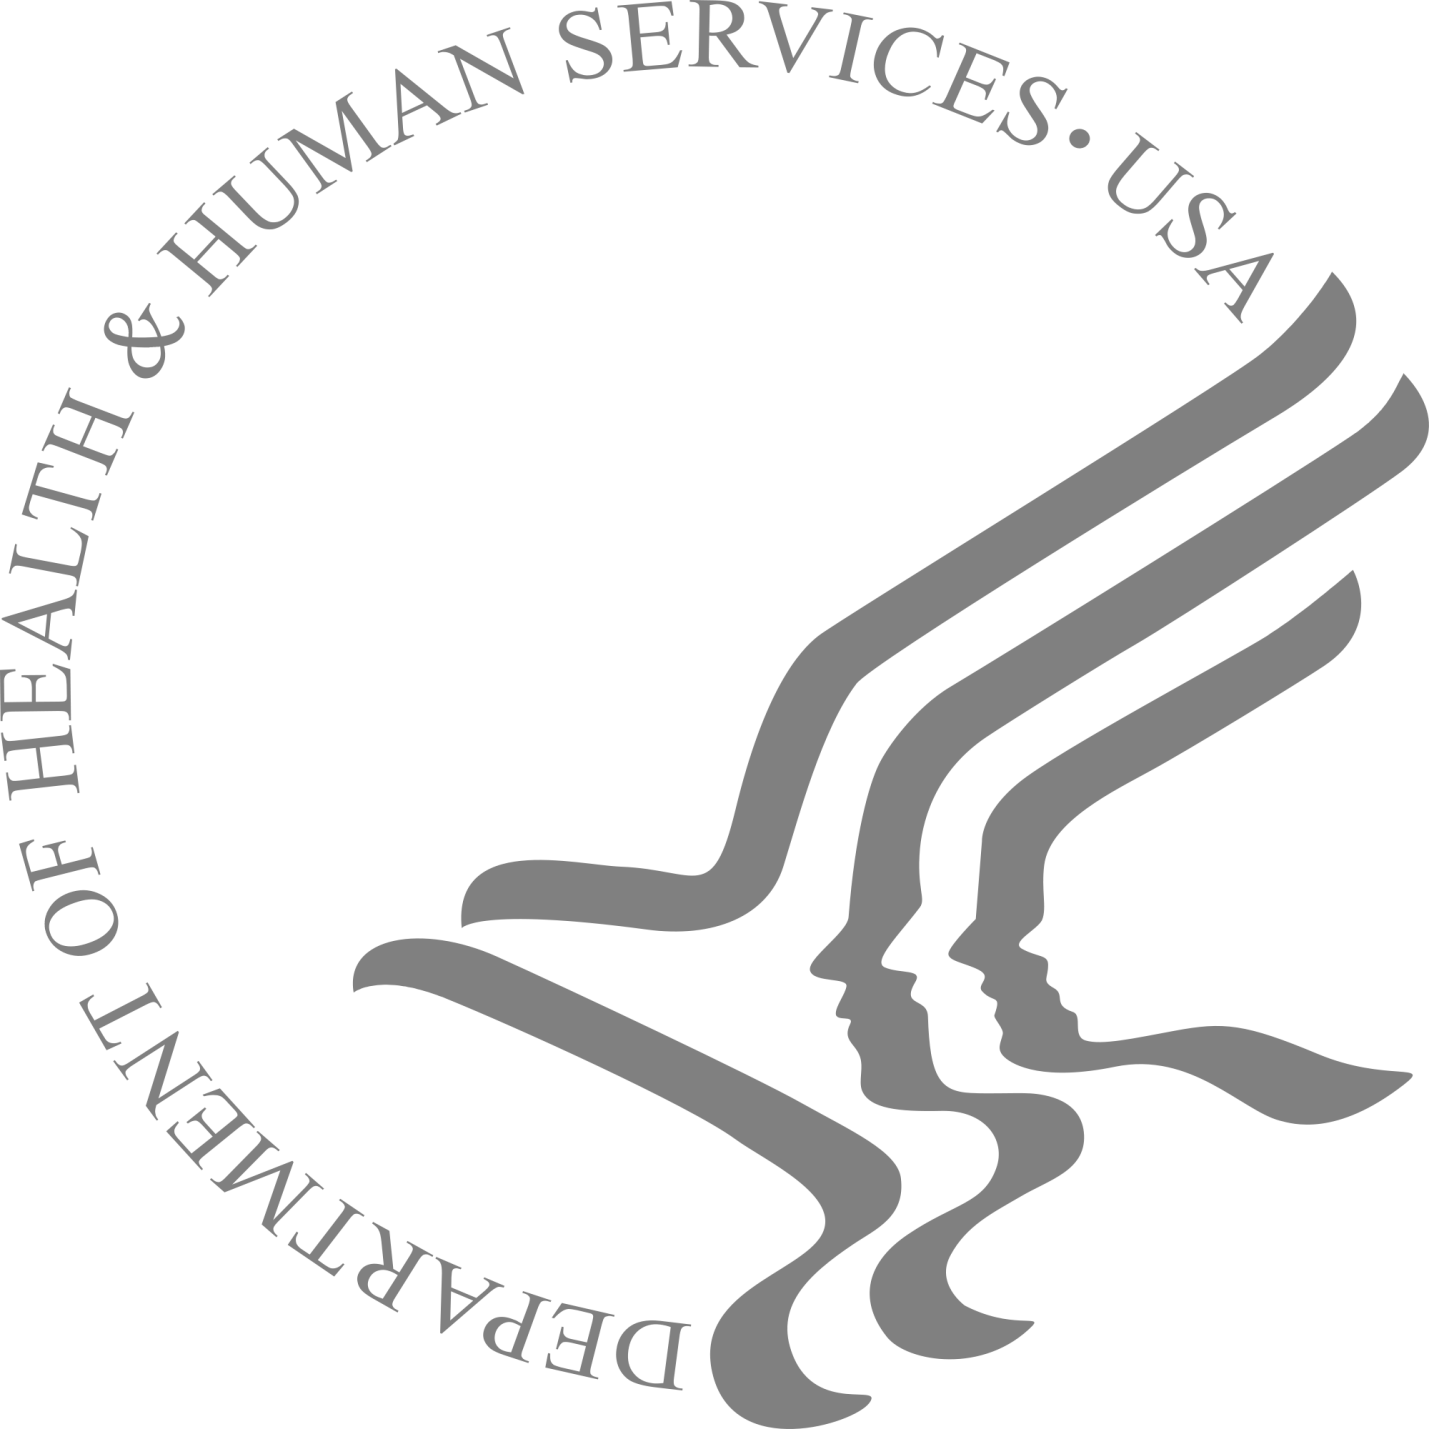 DEPARTMENT OF HEALTH & HUMAN SERVICES • USA